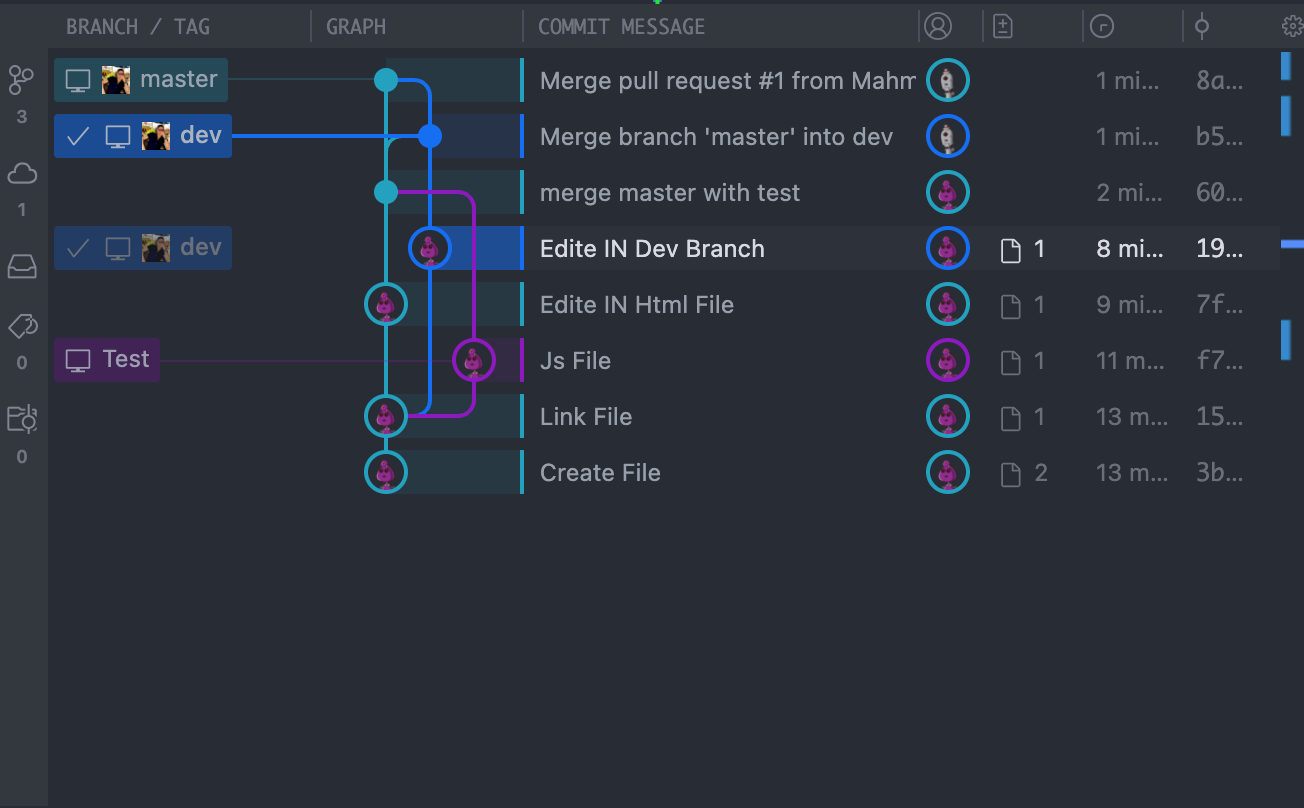 BRANCH / TAG GRAPH COMMIT MESSAGE
master Merge pull request #1 from Mahm 1 mi... 8a...
3
dev Merge branch 'master' into dev 1 mi... b5...
merge master with test 2 mi... 60...
1
dev Edite IN Dev Branch 1 8 mi... 19...
Edite IN Html File 1 9 mi... 7f...
Test Js File 1 11 m... f7...
0
Link File 1 13 m... 15...
0
Create File 2 13 m... 3b...